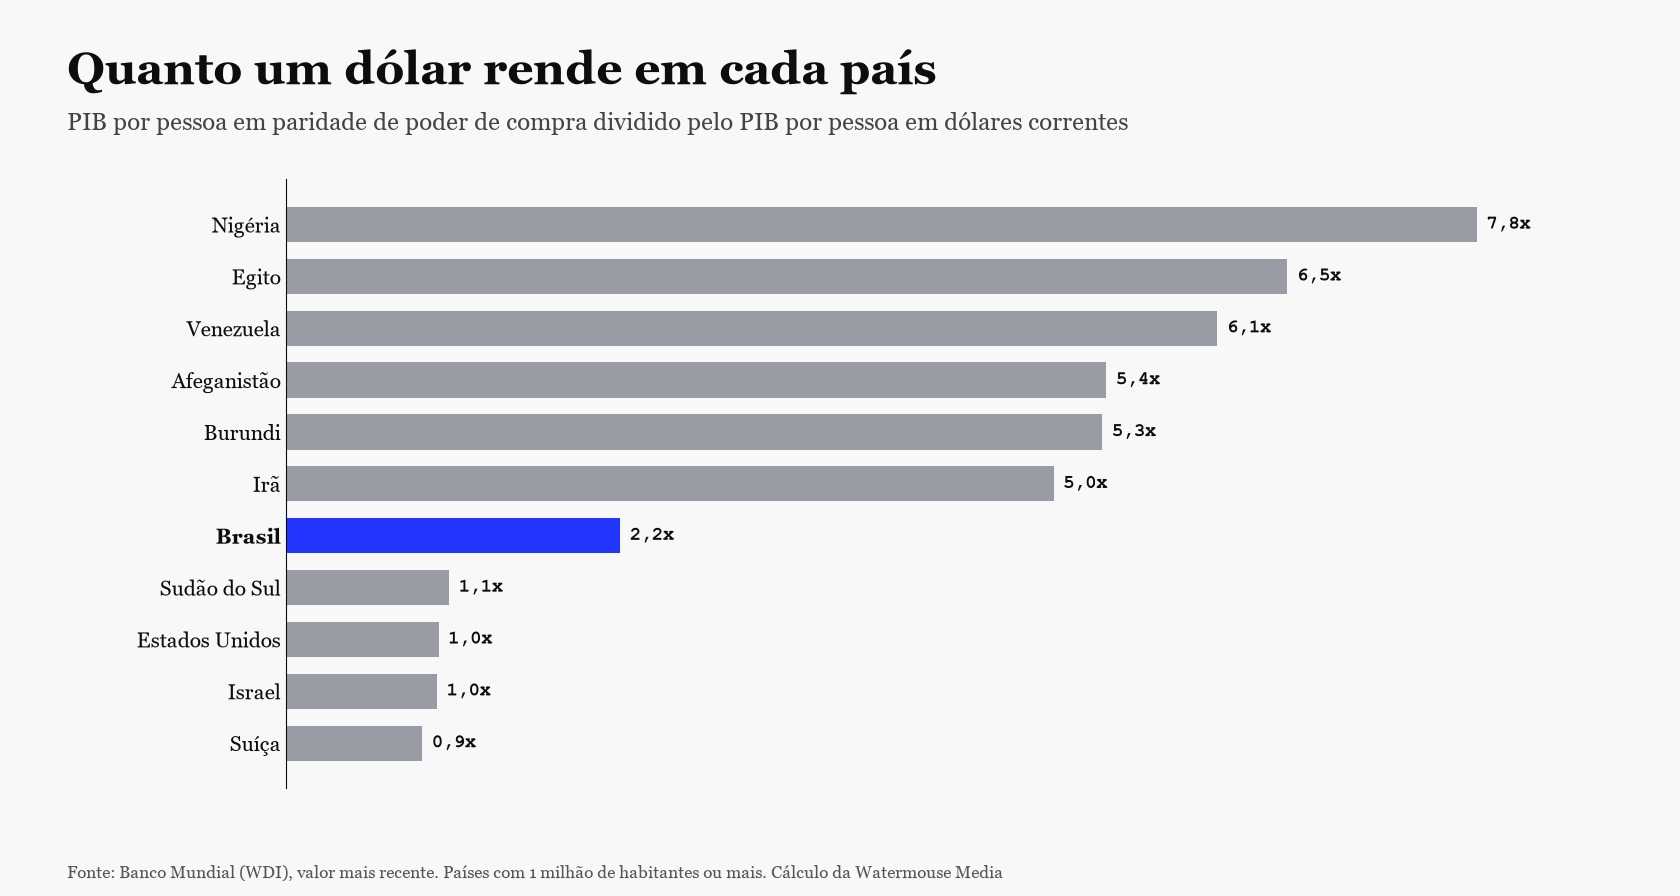 Quanto um dólar rende em cada país
PIB por pessoa em paridade de poder de compra dividido pelo PIB por pessoa em dólares correntes
Nigéria 7,8x
Egito 6,5x
Venezuela 6,1x
Afeganistão 5,4x
Burundi 5,3x
Irã 5,0x
Brasil 2,2x
Sudão do Sul 1,1x
Estados Unidos 1,0x
Israel 1,0x
Suíça 0,9x
Fonte: Banco Mundial (WDI), valor mais recente. Países com 1 milhão de habitantes ou mais. Cálculo da Watermouse Media